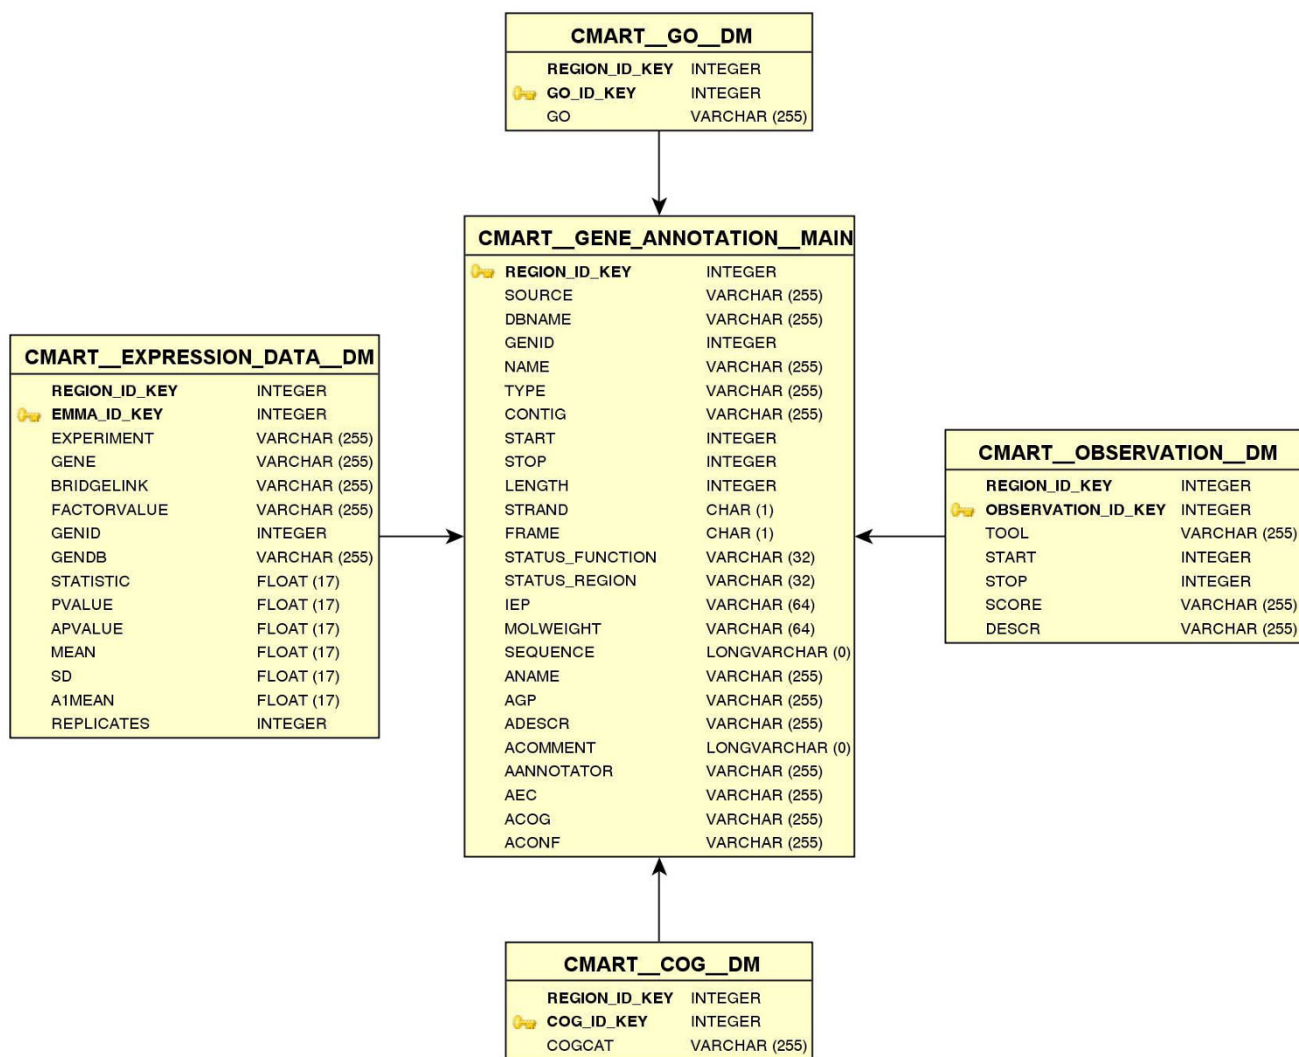 CMART__GO__DM
REGION_ID_KEY INTEGER
GO_ID_KEY INTEGER
GO VARCHAR (255)
CMART__GENE_ANNOTATION__MAIN
REGION_ID_KEY INTEGER
SOURCE VARCHAR (255)
DBNAME VARCHAR (255)
GENID INTEGER
NAME VARCHAR (255)
TYPE VARCHAR (255)
CONTIG VARCHAR (255)
START INTEGER
STOP INTEGER
LENGTH INTEGER
STRAND CHAR (1)
FRAME CHAR (1)
STATUS_FUNCTION VARCHAR (32)
STATUS_REGION VARCHAR (32)
IEP VARCHAR (64)
MOLWEIGHT VARCHAR (64)
SEQUENCE LONGVARCHAR (0)
ANAME VARCHAR (255)
AGP VARCHAR (255)
ADESCR VARCHAR (255)
ACOMMENT LONGVARCHAR (0)
AANNOTATOR VARCHAR (255)
AEC VARCHAR (255)
ACOG VARCHAR (255)
ACONF VARCHAR (255)
CMART__EXPRESSION_DATA__DM
REGION_ID_KEY INTEGER
EMMA_ID_KEY INTEGER
EXPERIMENT VARCHAR (255)
GENE VARCHAR (255)
BRIDGELINK VARCHAR (255)
FACTORVALUE VARCHAR (255)
GENID INTEGER
GENDB VARCHAR (255)
STATISTIC FLOAT (17)
PVALUE FLOAT (17)
APVALUE FLOAT (17)
MEAN FLOAT (17)
SD FLOAT (17)
A1MEAN FLOAT (17)
REPLICATES INTEGER
CMART__OBSERVATION__DM
REGION_ID_KEY INTEGER
OBSERVATION_ID_KEY INTEGER
TOOL VARCHAR (255)
START INTEGER
STOP INTEGER
SCORE VARCHAR (255)
DESCR VARCHAR (255)
CMART__COG__DM
REGION_ID_KEY INTEGER
COG_ID_KEY INTEGER
COGCAT VARCHAR (255)